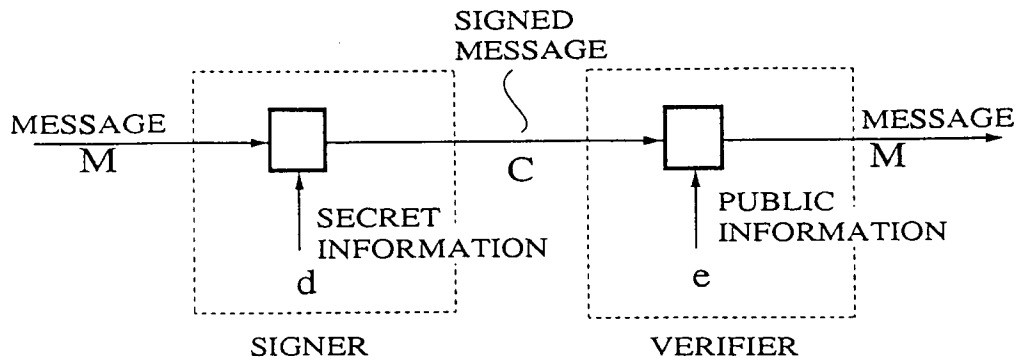 SIGNED
MESSAGE
MESSAGE
M
C
MESSAGE
M
SECRET
INFORMATION
d
PUBLIC
INFORMATION
e
SIGNER
VERIFIER